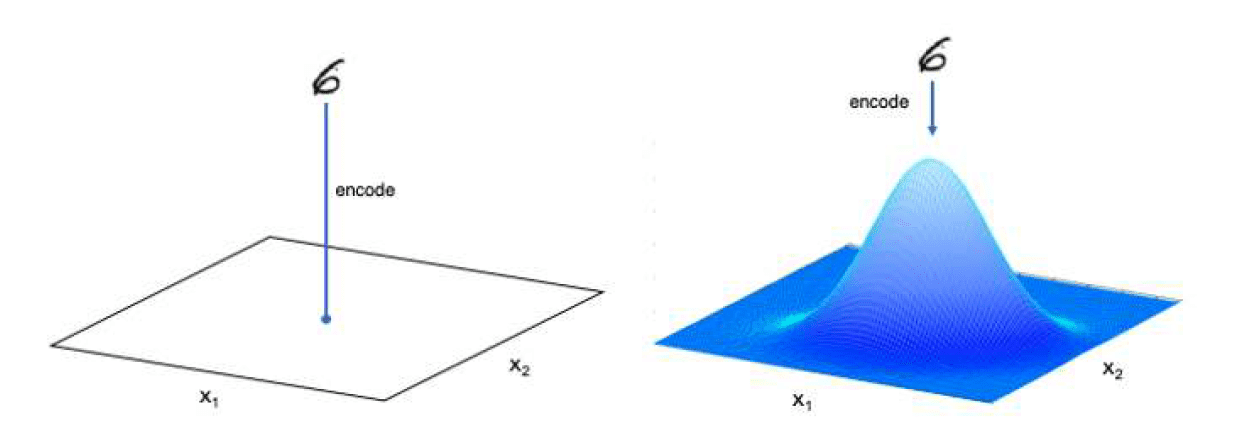 6
encode
x₁
x₂
6
encode
x₁
x₂